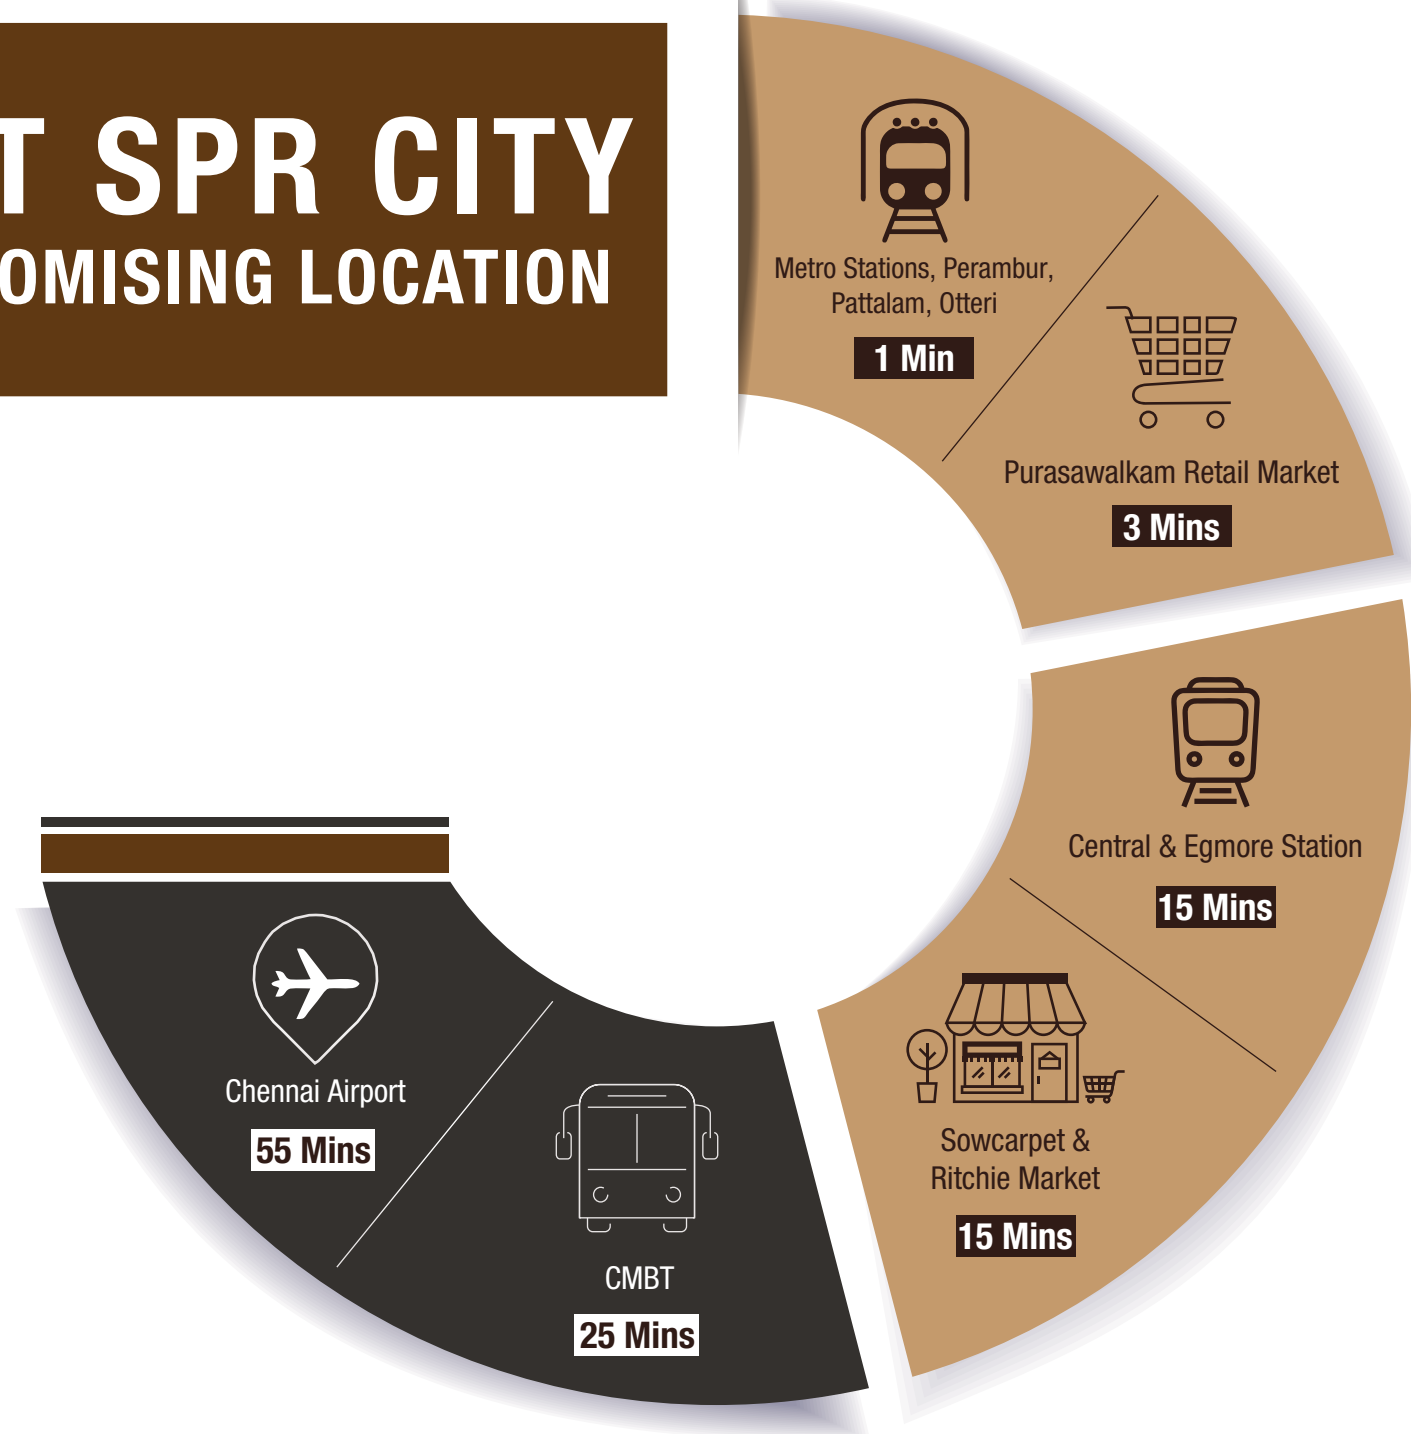 T SPR CITY
OMISING LOCATION
Metro Stations, Perambur,
Pattalam, Otteri
1 Min
Purasawalkam Retail Market
3 Mins
Central & Egmore Station
15 Mins
Sowcarpet &
Ritchie Market
15 Mins
CMBT
25 Mins
Chennai Airport
55 Mins